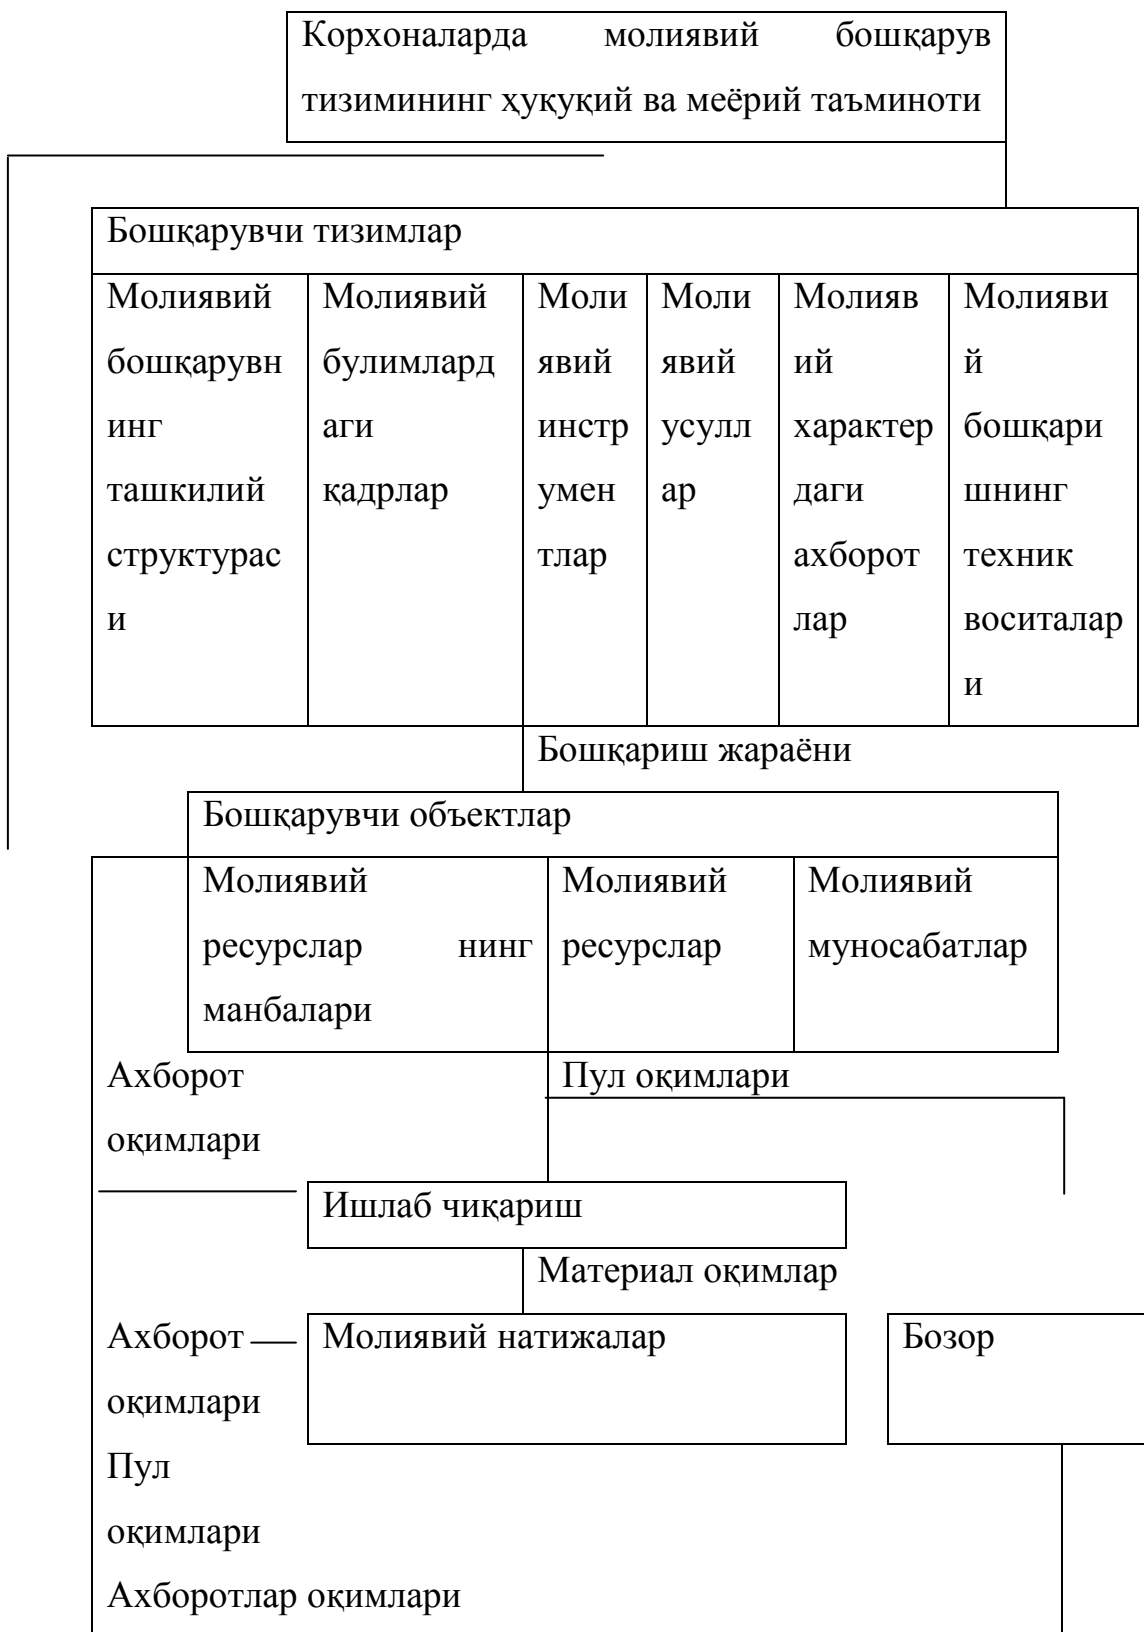 Корхоналарда молиявий бошқарув
тизимининг ҳуқуқий ва меёрий таъминоти
Бошқарувчи тизимлар
Молиявий
бошқарувн
инг
ташкилий
структурас
и
Молиявий
булимлард
аги
қадрлар
Моли
явий
инстр
умен
тлар
Моли
явий
усулл
ар
Молияв
ий
характер
даги
ахборот
лар
Молияви
й
бошқари
шнинг
техник
воситалар
и
Бошқариш жараёни
Бошқарувчи объектлар
Молиявий
ресурслар нинг
манбалари
Молиявий
ресурслар
Молиявий
муносабатлар
Ахборот
оқимлари
Пул оқимлари
Ишлаб чиқариш
Материал оқимлар
Ахборот
оқимлари
Молиявий натижалар
Бозор
Пул
оқимлари
Ахборотлар оқимлари